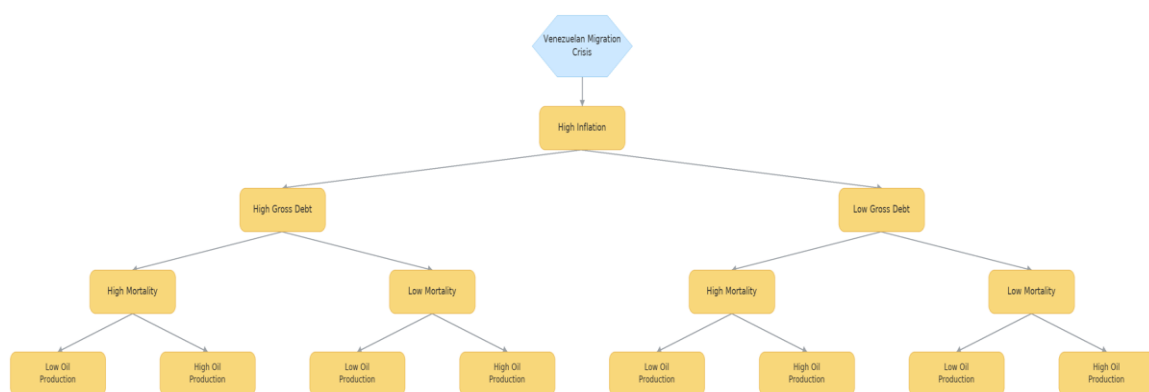 Venezuelan Migration
Crisis
High Inflation
High Gross Debt
Low Gross Debt
High Mortality
Low Mortality
High Mortality
Low Mortality
Low Oil
Production
High Oil
Production
Low Oil
Production
High Oil
Production
Low Oil
Production
High Oil
Production
Low Oil
Production
High Oil
Production